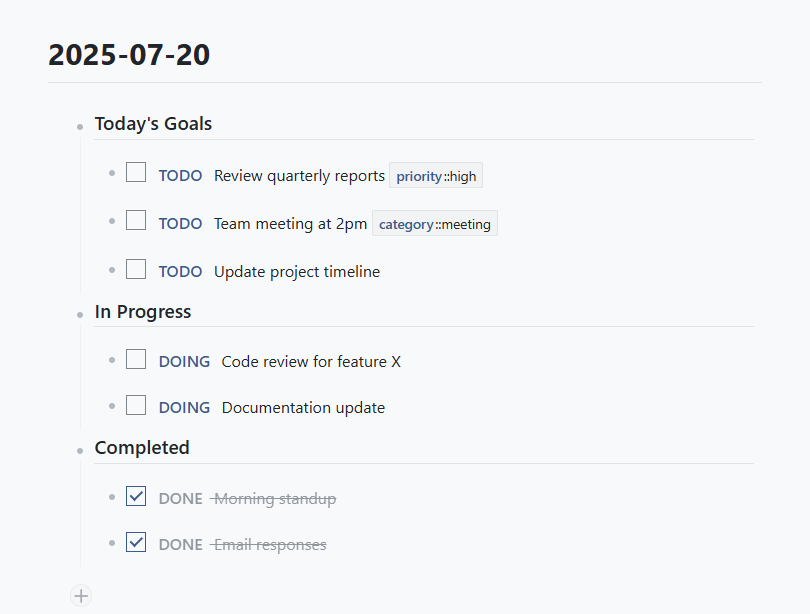 2025-07-20
Today's Goals
TODO Review quarterly reports priority::high
TODO Team meeting at 2pm category::meeting
TODO Update project timeline
In Progress
DOING Code review for feature X
DOING Documentation update
Completed
DONE Morning standup
DONE Email responses